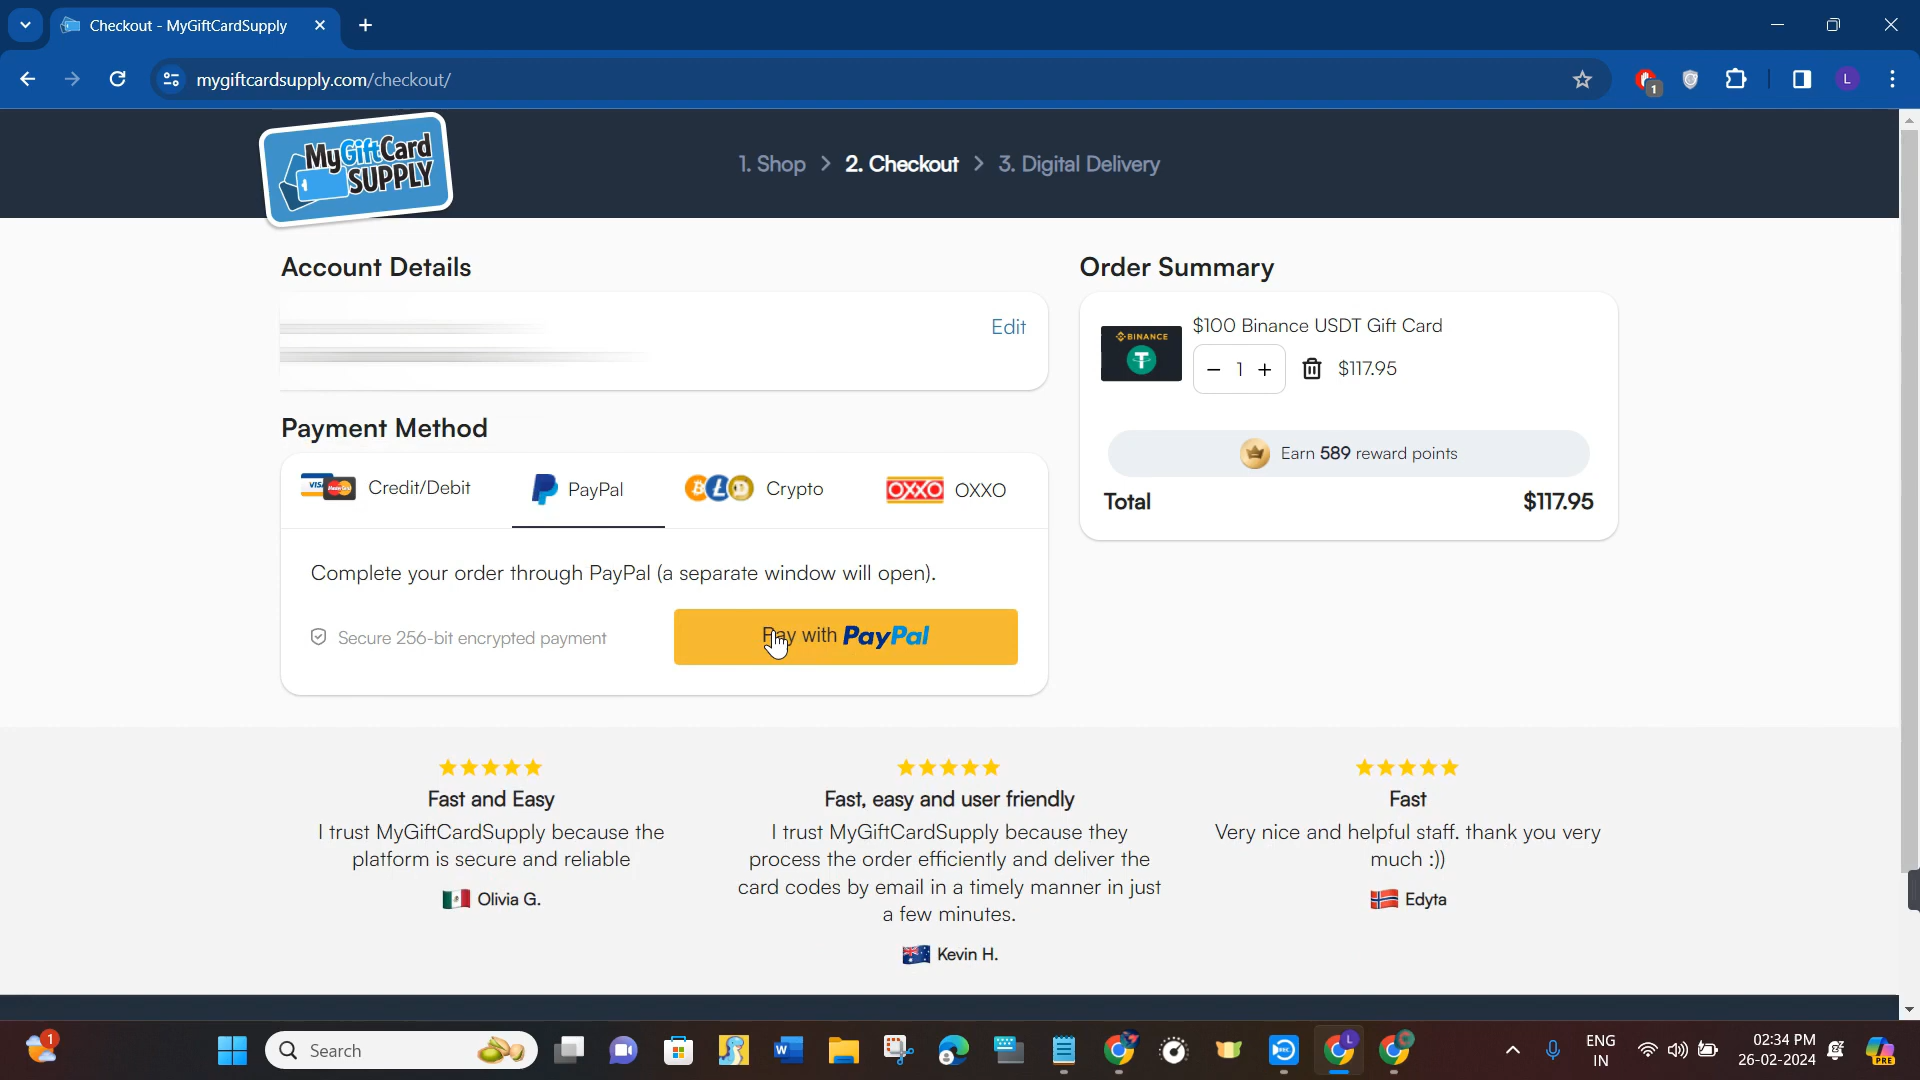 Checkout - MyGiftCardSupply
mygiftcardsupply.com/checkout/
1
L
MyGiftCard
SUPPLY
1. Shop > 2. Checkout > 3. Digital Delivery
Account Details
Edit
Payment Method
VISA
MasterCard
Credit/Debit
PayPal
Crypto
OXXO
OXXO
Complete your order through PayPal (a separate window will open).
Secure 256-bit encrypted payment
Pay with PayPal
Order Summary
BINANCE
$100 Binance USDT Gift Card
− 1 +
$117.95
Earn 589 reward points
Total
$117.95
Fast and Easy
I trust MyGiftCardSupply because the
platform is secure and reliable
Olivia G.
Fast, easy and user friendly
I trust MyGiftCardSupply because they
process the order efficiently and deliver the
card codes by email in a timely manner in just
a few minutes.
Kevin H.
Fast
Very nice and helpful staff. thank you very
much :))
Edyta
1
Search
W
REC
L
ENG
IN
02:34 PM
26-02-2024
PRE